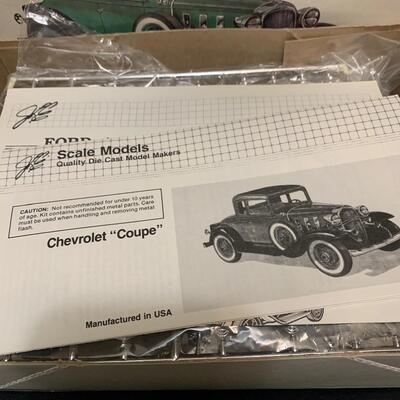 FORD
Scale Models
Quality Die Cast Model Makers
CAUTION: Not recommended for under 10 years
of age. Kit contains unfinished metal parts. Care
must be used when handling and removing metal
flash.
Chevrolet "Coupe"
Manufactured in USA